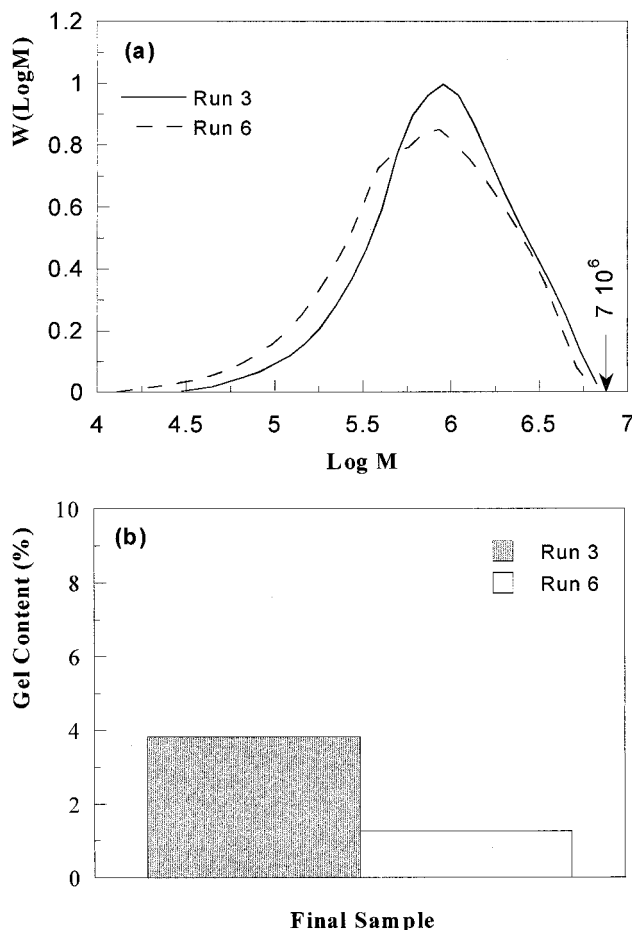 1.2
(a)
W(LogM)
1
Run 3
0.8
Run 6
0.6
0.4
0.2
7 10^6
0
4 4.5 5 5.5 6 6.5 7
Log M
10
(b)
Gel Content (%)
Run 3
8
Run 6
6
4
2
0
Final Sample